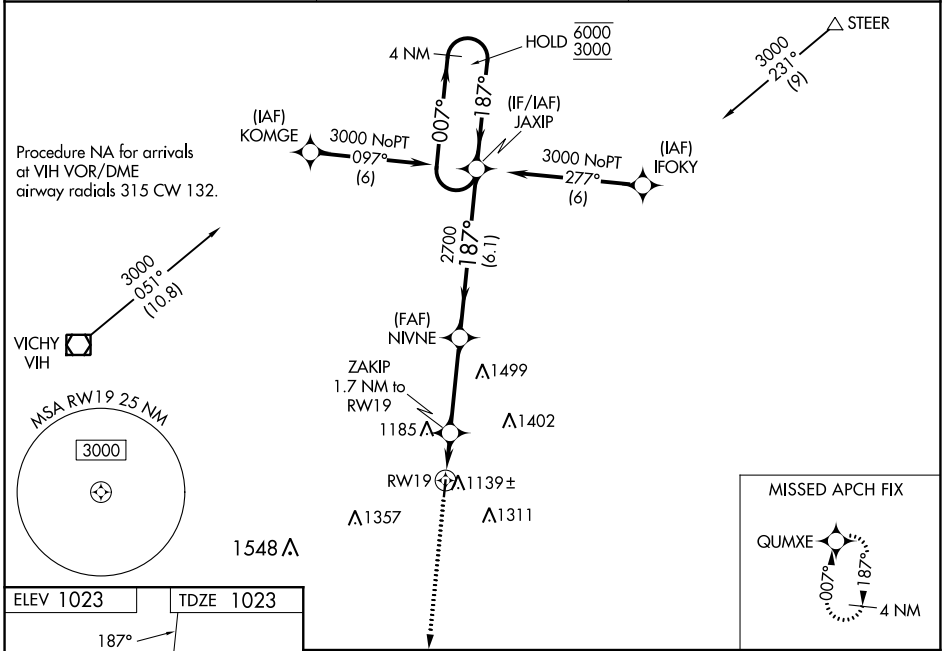 STEER
3000
231°
(9)
HOLD 6000
3000
4 NM
007°
187°
(IF/IAF)
JAXIP
(IAF)
KOMGE
3000 NoPT
097°
(6)
3000 NoPT
277°
(6)
(IAF)
IFOKY
Procedure NA for arrivals
at VIH VOR/DME
airway radials 315 CW 132.
3000
051°
(10.8)
VICHY
VIH
2700
187°
(6.1)
(FAF)
NIVNE
ZAKIP
1.7 NM to
RW19
1499
1402
1185
RW19
1139±
1357
1311
1548
MSA RW19 25 NM
3000
MISSED APCH FIX
QUMXE
007°
187°
4 NM
ELEV 1023
TDZE 1023
187°